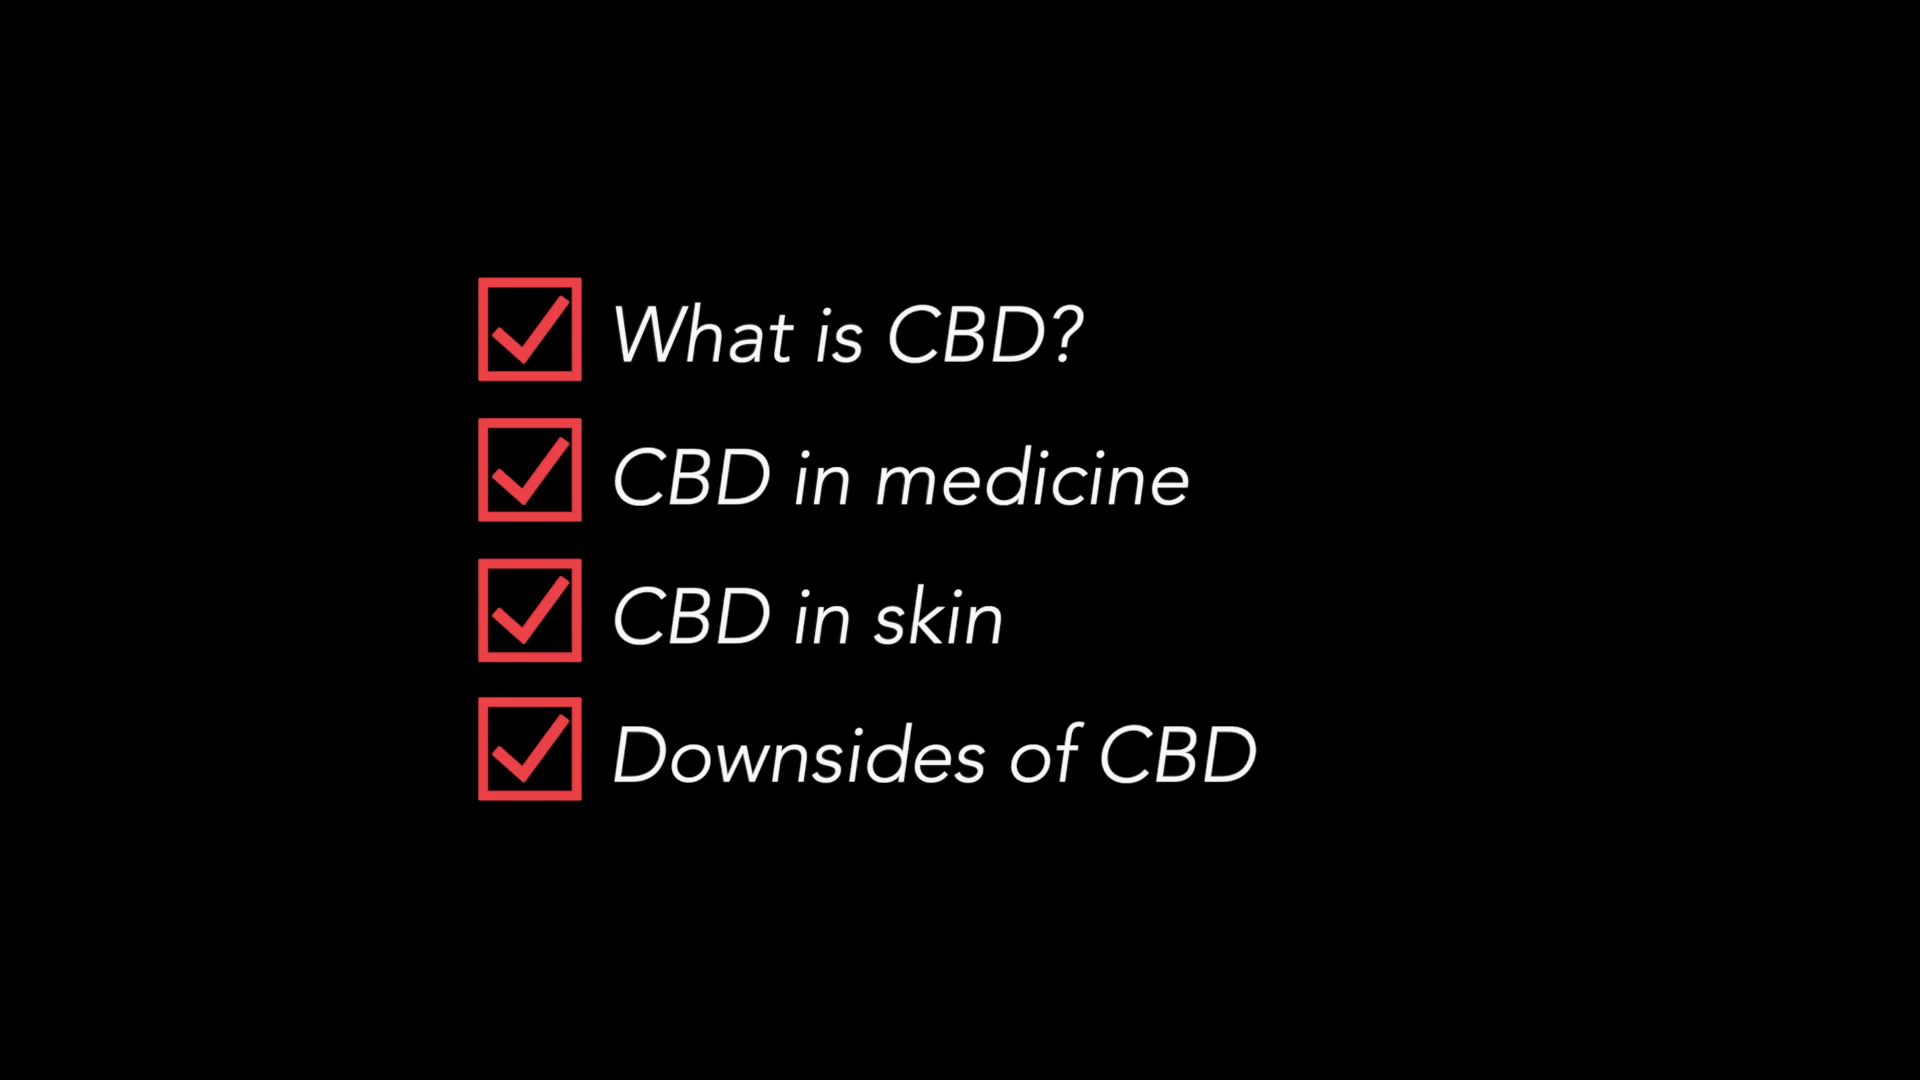 What is CBD?
CBD in medicine
CBD in skin
Downsides of CBD